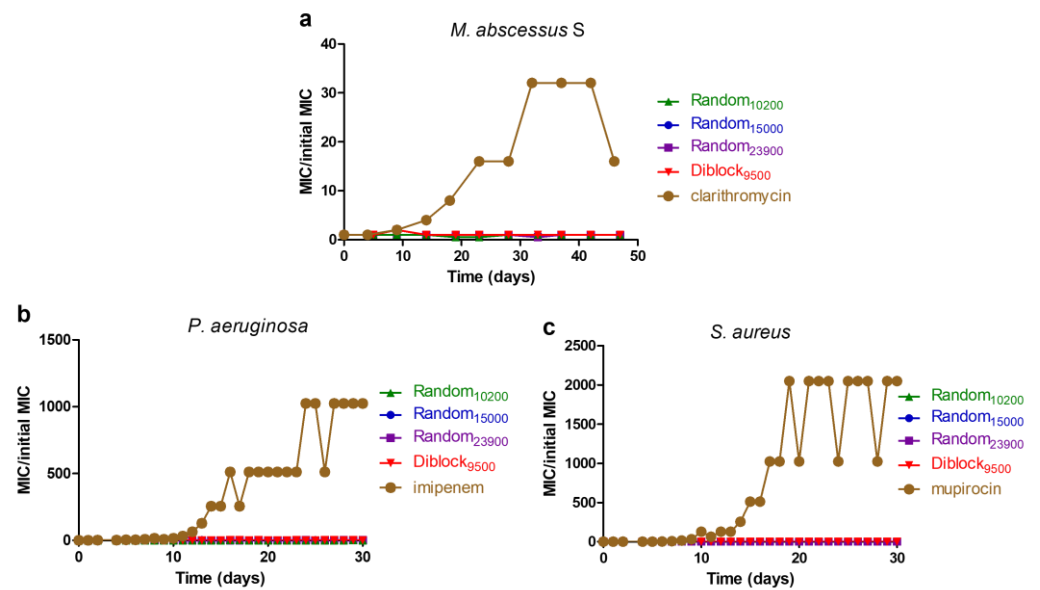 a
M. abscessus S
40
30
20
10
0
MIC/initial MIC
0 10 20 30 40 50
Time (days)
Random10200
Random15000
Random23900
Diblock9500
clarithromycin
b
P. aeruginosa
1500
1000
500
0
MIC/initial MIC
0 10 20 30
Time (days)
Random10200
Random15000
Random23900
Diblock9500
imipenem
c
S. aureus
2500
2000
1500
1000
500
0
MIC/initial MIC
0 10 20 30
Time (days)
Random10200
Random15000
Random23900
Diblock9500
mupirocin